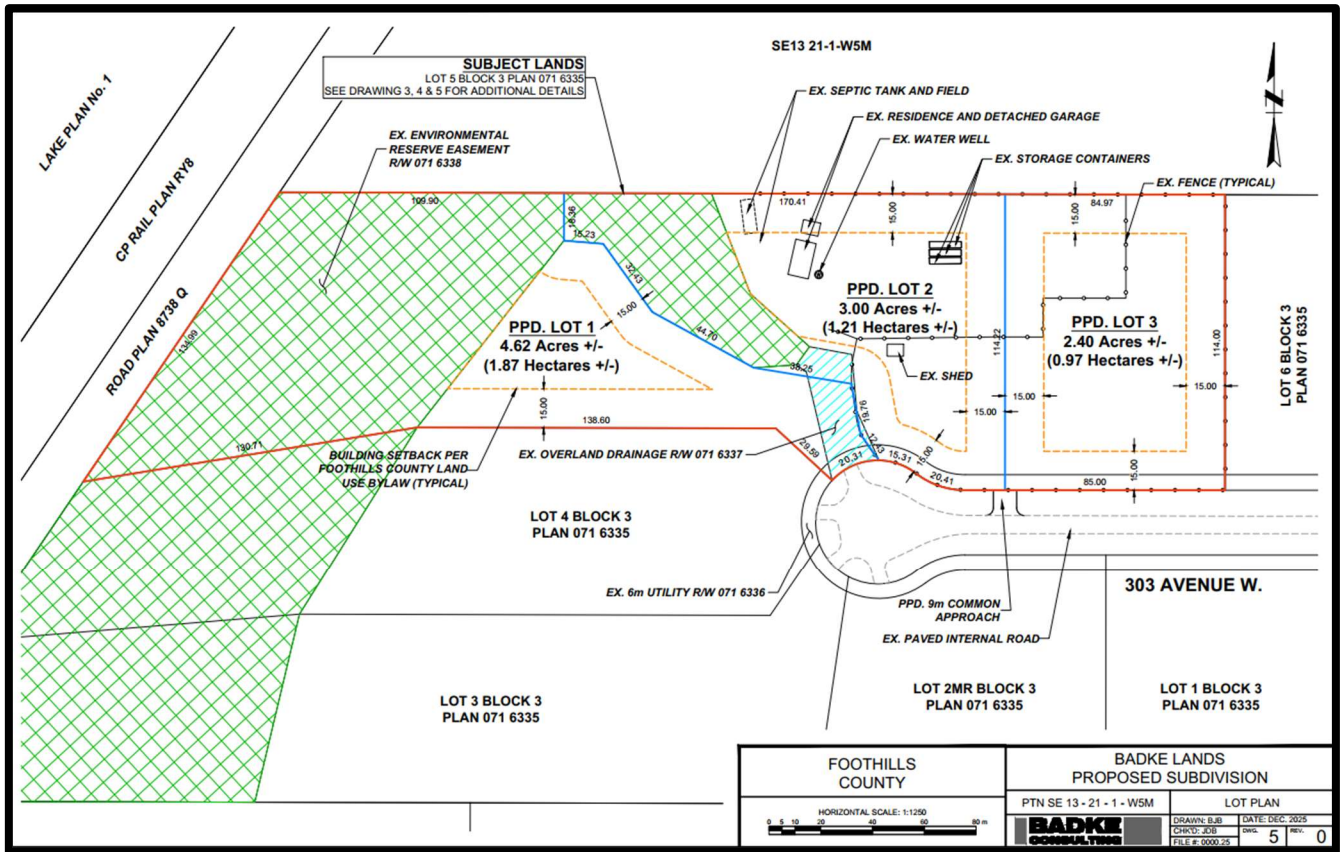 SE13 21-1-W5M
LAKE PLAN No. 1
CP RAIL PLAN RY8
ROAD PLAN 8738 Q
SUBJECT LANDS
LOT 5 BLOCK 3 PLAN 071 6335
SEE DRAWING 3, 4 & 5 FOR ADDITIONAL DETAILS
EX. ENVIRONMENTAL
RESERVE EASEMENT
R/W 071 6338
EX. SEPTIC TANK AND FIELD
EX. RESIDENCE AND DETACHED GARAGE
EX. WATER WELL
EX. STORAGE CONTAINERS
EX. FENCE (TYPICAL)
N
109.90
170.41
84.97
18.36
15.23
32.43
15.00
44.70
38.25
15.00
15.00
134.99
130.71
PPD. LOT 1
4.62 Acres +/-
(1.87 Hectares +/-)
PPD. LOT 2
3.00 Acres +/-
(1.21 Hectares +/-)
PPD. LOT 3
2.40 Acres +/-
(0.97 Hectares +/-)
114.22
114.00
LOT 6 BLOCK 3
PLAN 071 6335
EX. SHED
15.00
15.00
15.00
15.00
138.60
29.59
19.76
12.43
20.31
15.31
15.00
20.41
85.00
15.00
BUILDING SETBACK PER
FOOTHILLS COUNTY LAND
USE BYLAW (TYPICAL)
EX. OVERLAND DRAINAGE R/W 071 6337
LOT 4 BLOCK 3
PLAN 071 6335
EX. 6m UTILITY R/W 071 6336
PPD. 9m COMMON
APPROACH
303 AVENUE W.
EX. PAVED INTERNAL ROAD
LOT 3 BLOCK 3
PLAN 071 6335
LOT 2MR BLOCK 3
PLAN 071 6335
LOT 1 BLOCK 3
PLAN 071 6335
FOOTHILLS
COUNTY
HORIZONTAL SCALE: 1:1250
0 5 10 20 40 60 80 m
BADKE LANDS
PROPOSED SUBDIVISION
PTN SE 13 - 21 - 1 - W5M
LOT PLAN
BADKE
CONSULTING
DRAWN: BJB
DATE: DEC. 2025
CHK'D: JDB
DWG. 5
REV. 0
FILE #: 0000.25